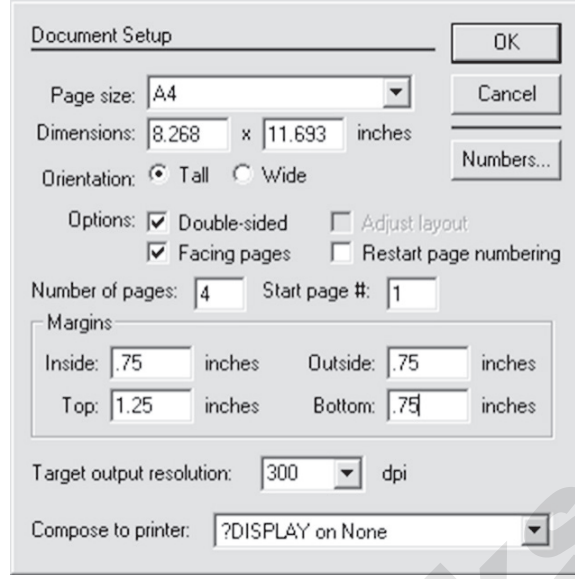 Document Setup
OK
Page size: A4
Cancel
Dimensions: 8.268 x 11.693 inches
Numbers...
Orientation: Tall Wide
Options: Double-sided Adjust layout
Facing pages Restart page numbering
Number of pages: 4 Start page #: 1
Margins
Inside: .75 inches Outside: .75 inches
Top: 1.25 inches Bottom: .75 inches
Target output resolution: 300 dpi
Compose to printer: ?DISPLAY on None